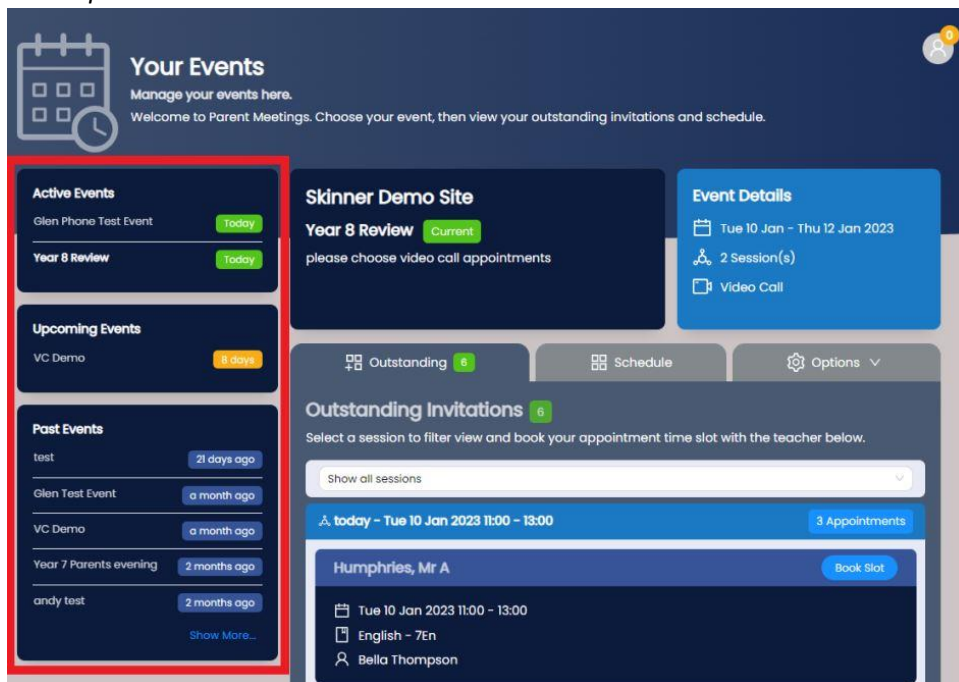 0
Your Events
Manage your events here.
Welcome to Parent Meetings. Choose your event, then view your outstanding invitations and schedule.
Active Events
Glen Phone Test Event Today
Year 8 Review Today
Upcoming Events
VC Demo 8 days
Past Events
test 21 days ago
Glen Test Event a month ago
VC Demo a month ago
Year 7 Parents evening 2 months ago
andy test 2 months ago
Show More...
Skinner Demo Site
Year 8 Review Current
please choose video call appointments
Event Details
Tue 10 Jan - Thu 12 Jan 2023
2 Session(s)
Video Call
Outstanding 6
Schedule
Options
Outstanding Invitations 6
Select a session to filter view and book your appointment time slot with the teacher below.
Show all sessions
today - Tue 10 Jan 2023 11:00 - 13:00 3 Appointments
Humphries, Mr A Book Slot
Tue 10 Jan 2023 11:00 - 13:00
English - 7En
Bella Thompson